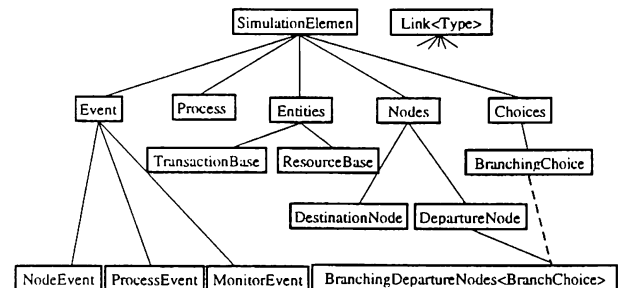 SimulationElemen Link<Type>
Event Process Entities Nodes Choices
TransactionBase ResourceBase BranchingChoice
DestinationNode DepartureNode
NodeEvent ProcessEvent MonitorEvent BranchingDepartureNodes<BranchChoice>